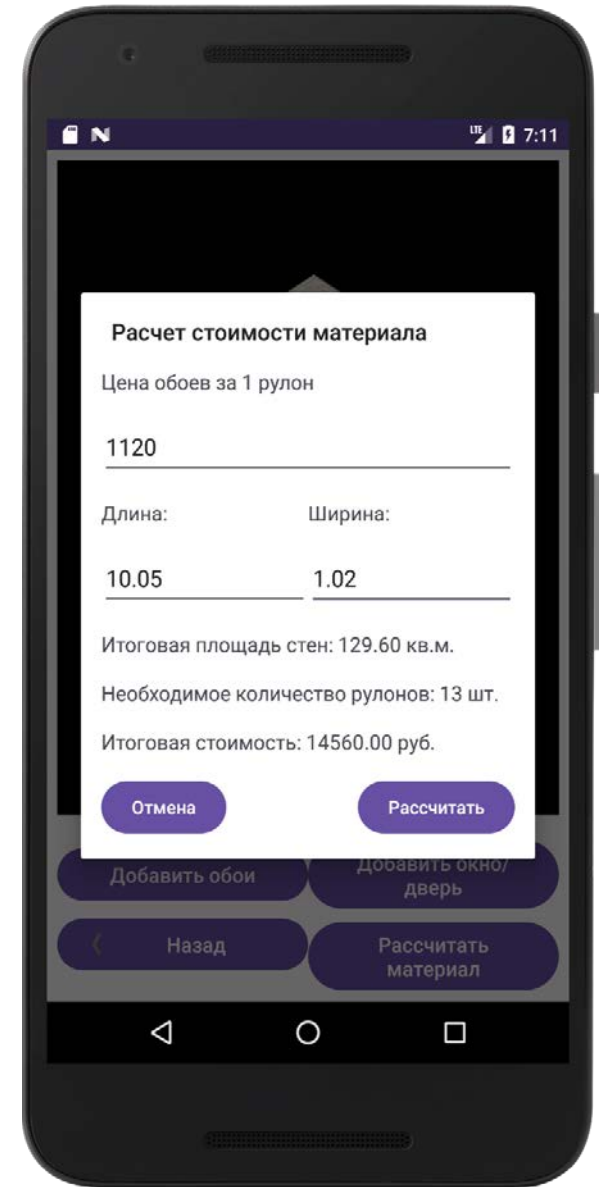 LTE 7:11
Расчет стоимости материала
Цена обоев за 1 рулон
1120
Длина: Ширина:
10.05 1.02
Итоговая площадь стен: 129.60 кв.м.
Необходимое количество рулонов: 13 шт.
Итоговая стоимость: 14560.00 руб.
Отмена Рассчитать
Добавить обои Добавить окно/
дверь
Назад Рассчитать
материал